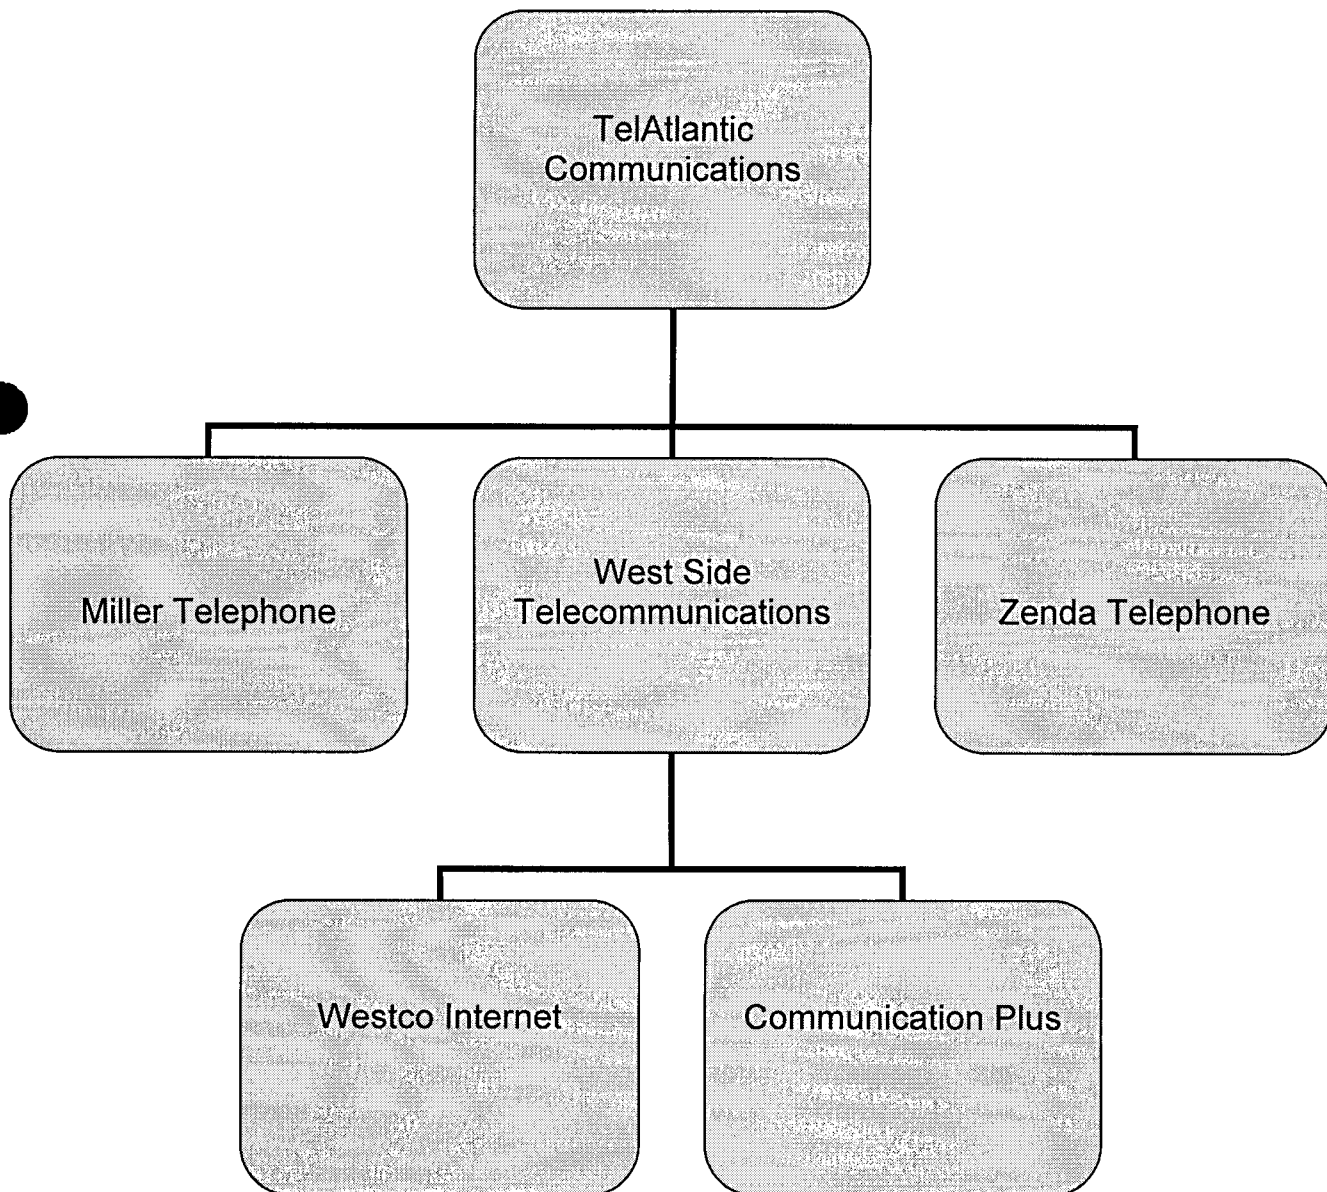 TelAtlantic
Communications
Miller Telephone
West Side
Telecommunications
Zenda Telephone
Westco Internet
Communication Plus